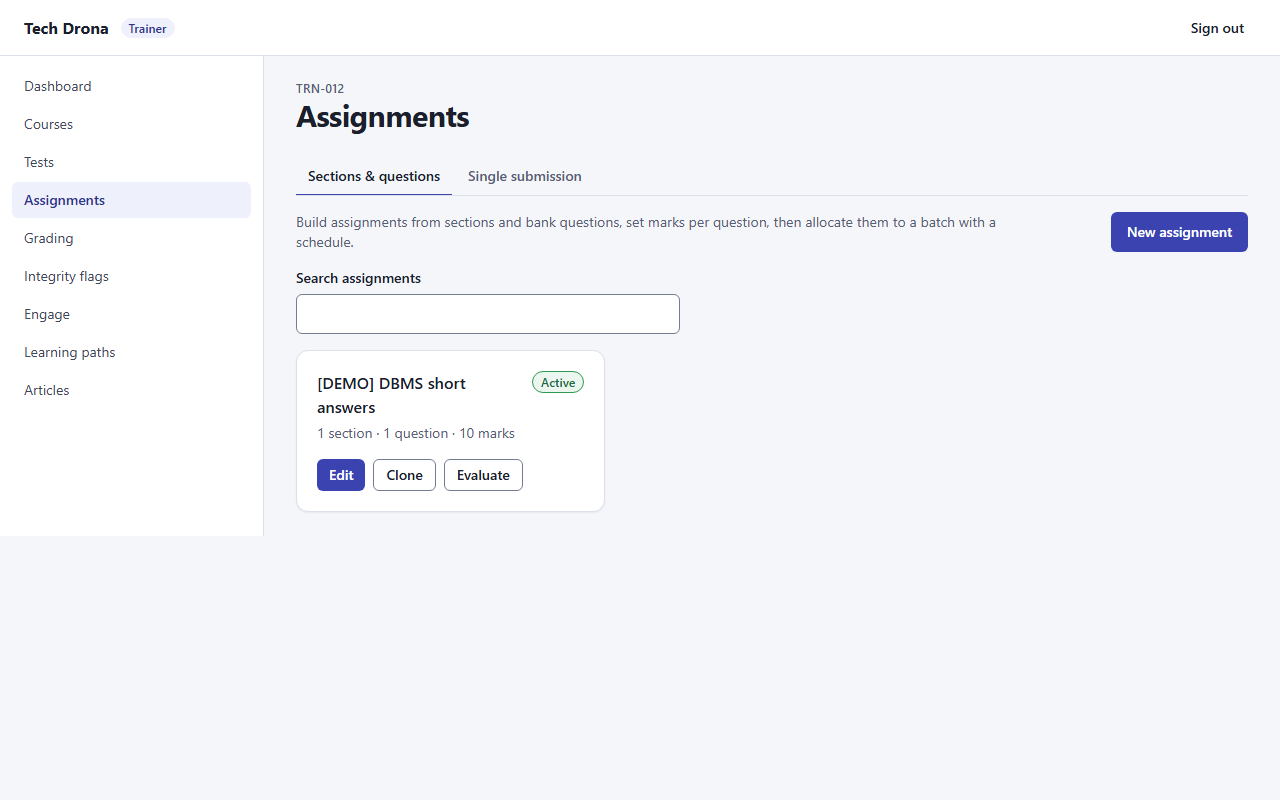 Tech Drona
Trainer
Sign out
Dashboard
Courses
Tests
Assignments
Grading
Integrity flags
Engage
Learning paths
Articles
TRN-012
Assignments
Sections & questions
Single submission
Build assignments from sections and bank questions, set marks per question, then allocate them to a batch with a
schedule.
New assignment
Search assignments
[DEMO] DBMS short
answers
Active
1 section · 1 question · 10 marks
Edit
Clone
Evaluate